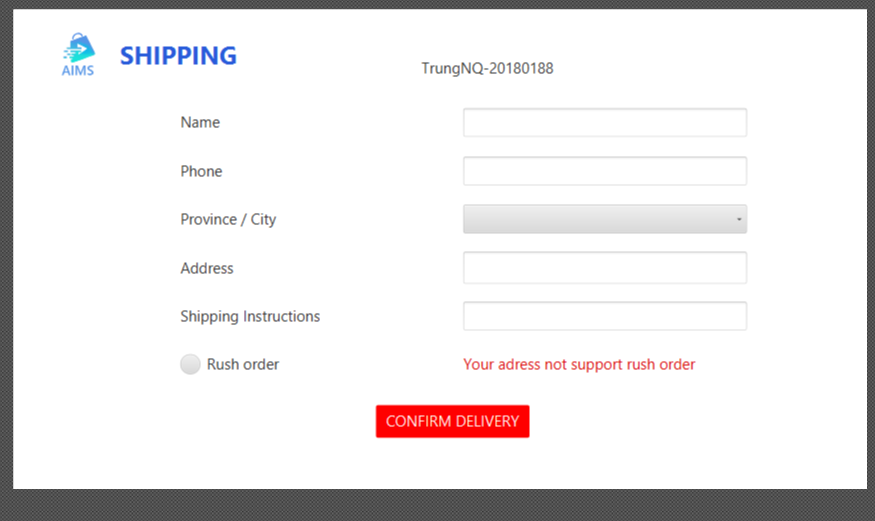 AIMS
SHIPPING
TrungNQ-20180188
Name
Phone
Province / City
Address
Shipping Instructions
Rush order
Your adress not support rush order
CONFIRM DELIVERY